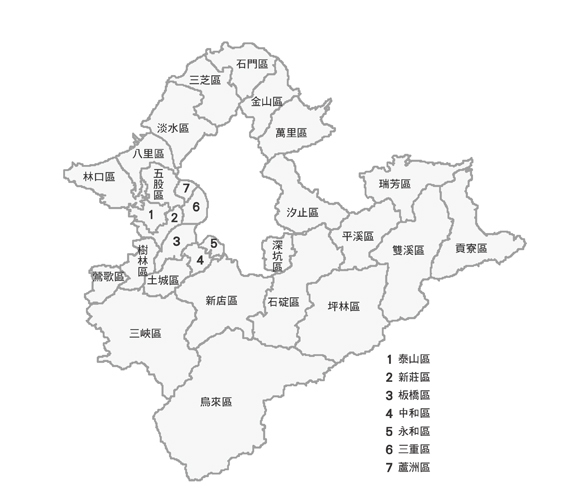 石門區
三芝區
金山區
淡水區
萬里區
八里區
林口區
五股區
瑞芳區
7
6
1
2
汐止區
3
平溪區
5
樹林區
深坑區
雙溪區
貢寮區
4
鶯歌區
土城區
新店區
石碇區
坪林區
三峽區
烏來區
1 泰山區
2 新莊區
3 板橋區
4 中和區
5 永和區
6 三重區
7 蘆洲區